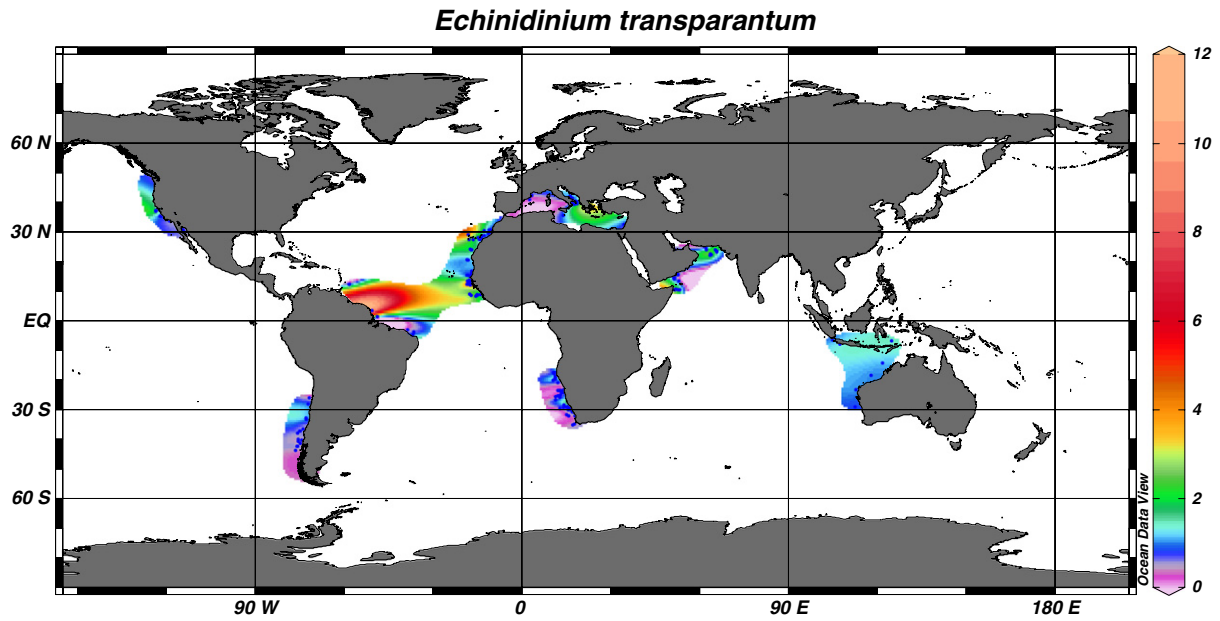 Echinidinium transparantum
60 N
30 N
EQ
30 S
60 S
90 W
0
90 E
180 E
Ocean Data View
12
10
8
6
4
2
0